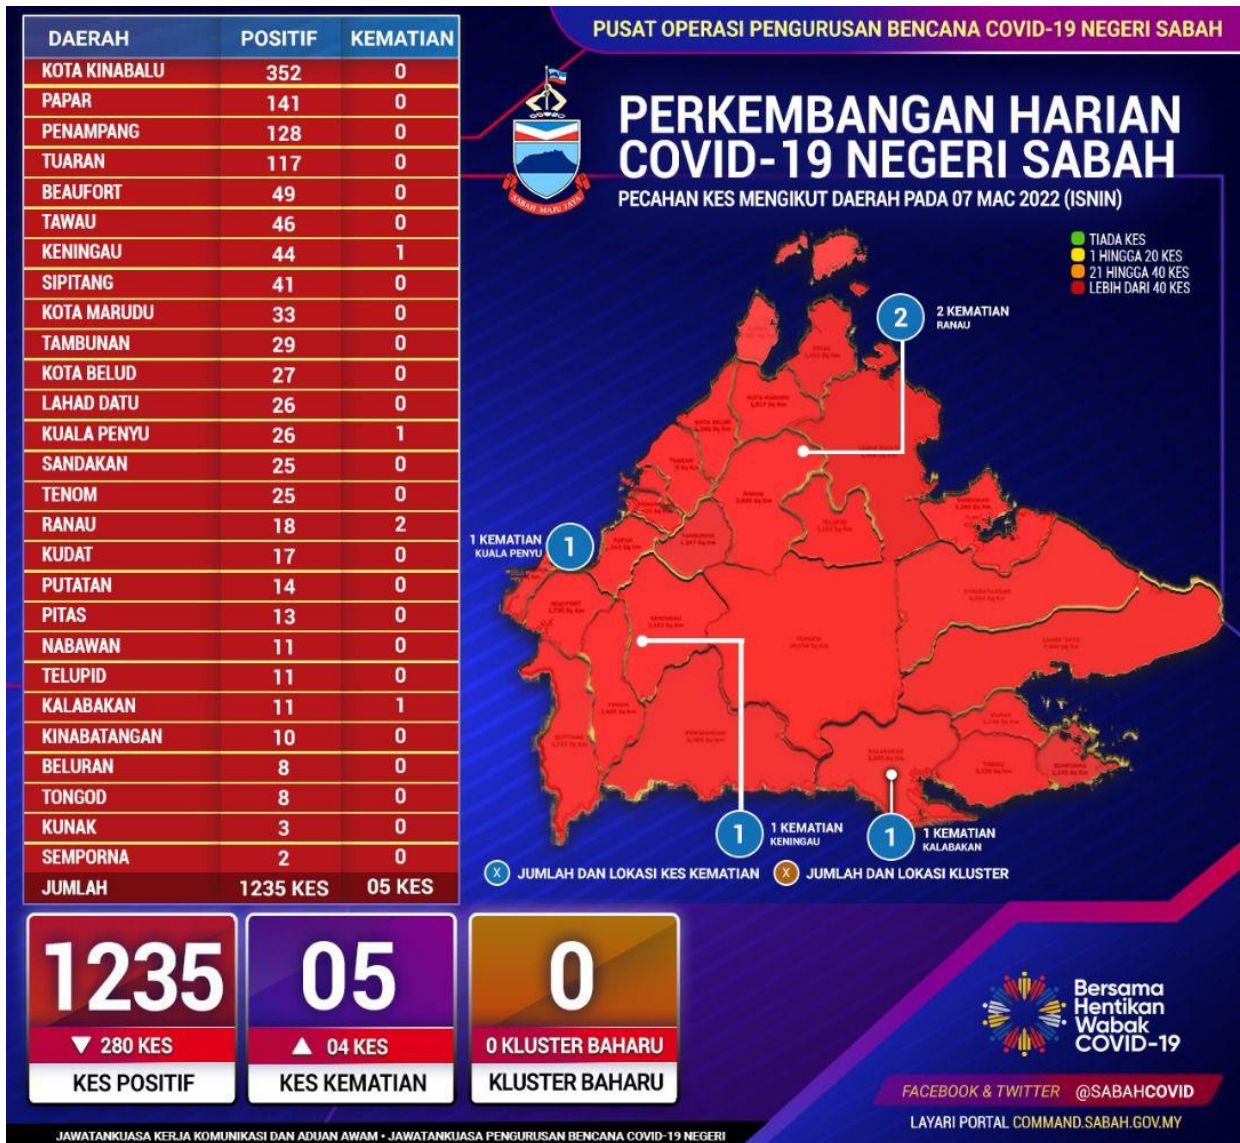 DAERAH POSITIF KEMATIAN
KOTA KINABALU 352 0
PAPAR 141 0
PENAMPANG 128 0
TUARAN 117 0
BEAUFORT 49 0
TAWAU 46 0
KENINGAU 44 1
SIPITANG 41 0
KOTA MARUDU 33 0
TAMBUNAN 29 0
KOTA BELUD 27 0
LAHAD DATU 26 0
KUALA PENYU 26 1
SANDAKAN 25 0
TENOM 25 0
RANAU 18 2
KUDAT 17 0
PUTATAN 14 0
PITAS 13 0
NABAWAN 11 0
TELUPID 11 0
KALABAKAN 11 1
KINABATANGAN 10 0
BELURAN 8 0
TONGOD 8 0
KUNAK 3 0
SEMPORNA 2 0
JUMLAH 1235 KES 05 KES
PUSAT OPERASI PENGURUSAN BENCANA COVID-19 NEGERI SABAH
SABAH MAJU JAYA
PERKEMBANGAN HARIAN
COVID-19 NEGERI SABAH
PECAHAN KES MENGIKUT DAERAH PADA 07 MAC 2022 (ISNIN)
TIADA KES
1 HINGGA 20 KES
21 HINGGA 40 KES
LEBIH DARI 40 KES
2
2 KEMATIAN
RANAU
1 KEMATIAN
KUALA PENYU
1
1
1 KEMATIAN
KENINGAU
1
1 KEMATIAN
KALABAKAN
X JUMLAH DAN LOKASI KES KEMATIAN
X JUMLAH DAN LOKASI KLUSTER
1235
▼ 280 KES
KES POSITIF
05
▲ 04 KES
KES KEMATIAN
0
0 KLUSTER BAHARU
KLUSTER BAHARU
Bersama
Hentikan
Wabak
COVID-19
FACEBOOK & TWITTER @SABAHCOVID
LAYARI PORTAL COMMAND.SABAH.GOV.MY
JAWATANKUASA KERJA KOMUNIKASI DAN ADUAN AWAM • JAWATANKUASA PENGURUSAN BENCANA COVID-19 NEGERI